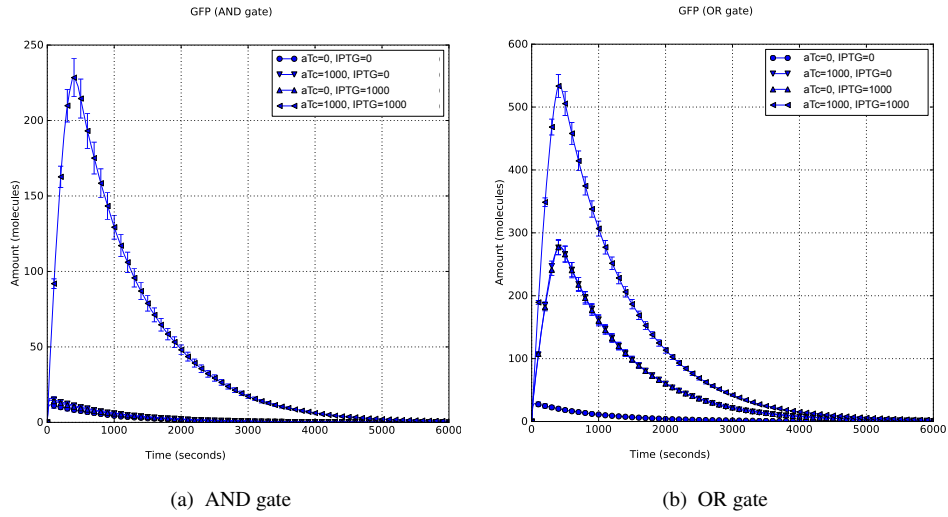 GFP (AND gate)
250
200
150
100
50
0
0 1000 2000 3000 4000 5000 6000
Amount (molecules)
Time (seconds)
aTc=0, IPTG=0
aTc=1000, IPTG=0
aTc=0, IPTG=1000
aTc=1000, IPTG=1000
(a) AND gate
GFP (OR gate)
600
500
400
300
200
100
0
0 1000 2000 3000 4000 5000 6000
Amount (molecules)
Time (seconds)
aTc=0, IPTG=0
aTc=1000, IPTG=0
aTc=0, IPTG=1000
aTc=1000, IPTG=1000
(b) OR gate